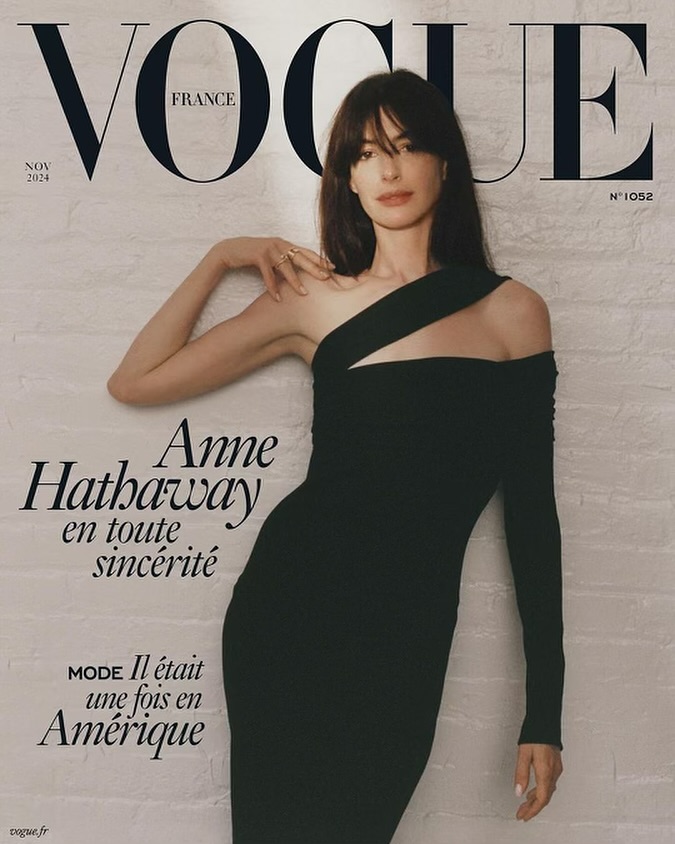 VOGUE
FRANCE
NOV
2024
N°1052
Anne
Hathaway
en toute
sincérité
MODE Il était
une fois en
Amérique
vogue.fr